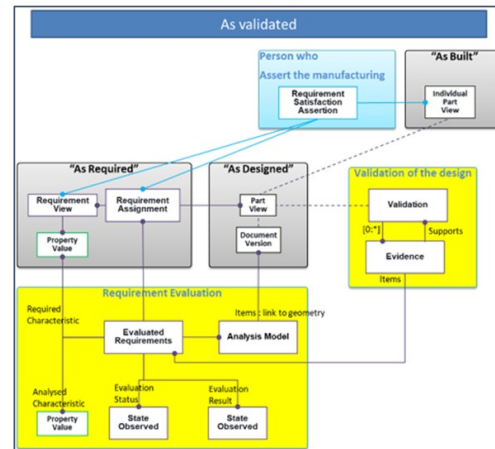 As validated
Person who
Assert the manufacturing
Requirement
Satisfaction
Assertion
"As Built"
Individual
Part
View
"As Required"
Requirement
View
Requirement
Assignment
Property
Value
"As Designed"
Part
View
Document
Version
Validation of the design
Validation
[0:*]
Supports
Evidence
Items
Requirement Evaluation
Required
Characteristic
Items : link to geometry
Evaluated
Requirements
Analysis Model
Analysed
Characteristic
Evaluation
Status
Evaluation
Result
Property
Value
State
Observed
State
Observed